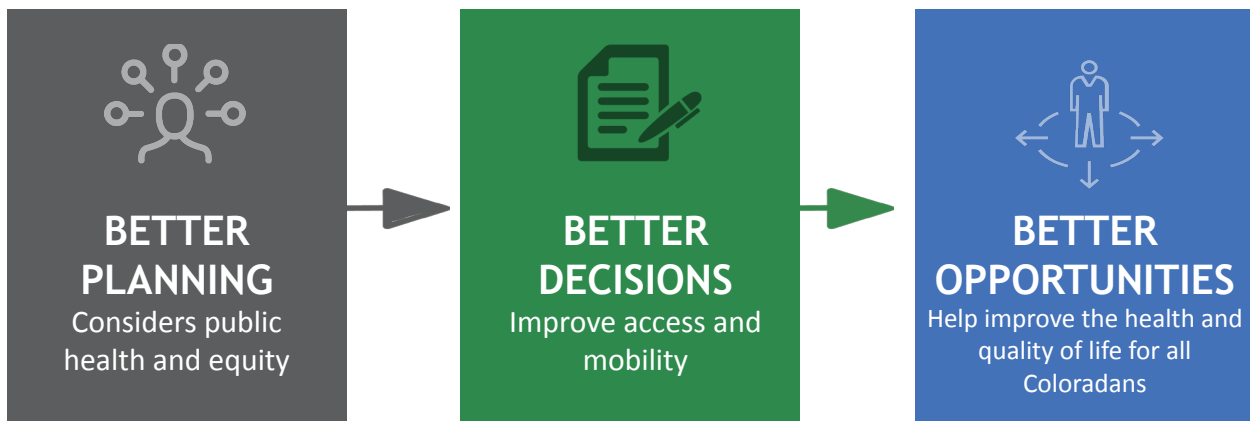 BETTER
PLANNING
Considers public
health and equity
BETTER
DECISIONS
Improve access and
mobility
BETTER
OPPORTUNITIES
Help improve the health and
quality of life for all
Coloradans